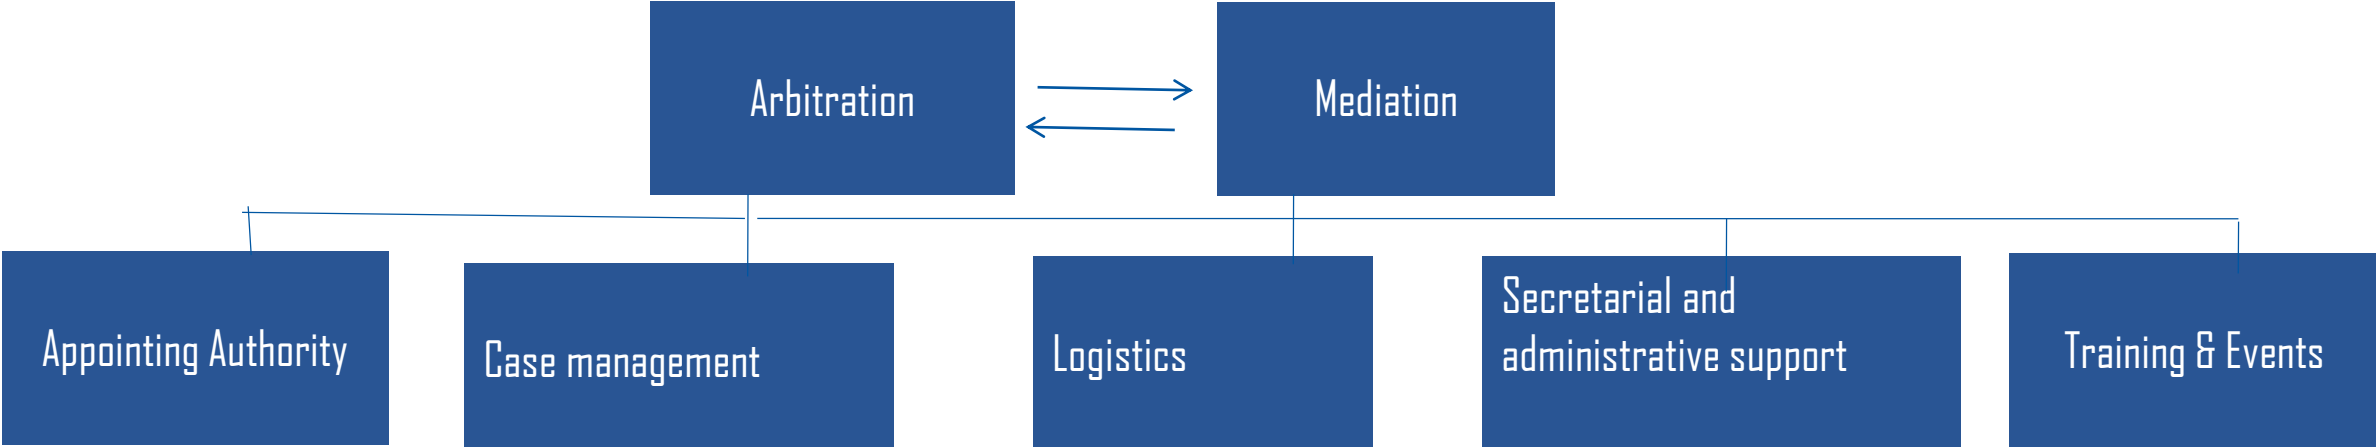 Arbitration
Mediation
Appointing Authority
Case management
Logistics
Secretarial and
administrative support
Training & Events